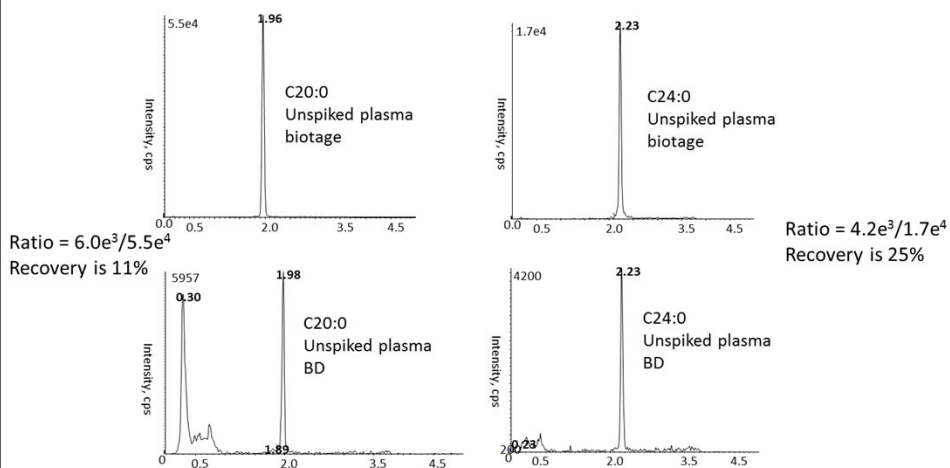 5.5e4
1.96
Intensity, cps
C20:0
Unspiked plasma
biotage
0.0 0.5 2.0 3.5 4.5
1.7e4
2.23
Intensity, cps
C24:0
Unspiked plasma
biotage
0.0 0.5 2.0 3.5 4.5
Ratio = 6.0e³/5.5e⁴
Recovery is 11%
Ratio = 4.2e³/1.7e⁴
Recovery is 25%
5957
0.30
1.98
Intensity, cps
C20:0
Unspiked plasma
BD
1.89
0 0.5 2.0 3.5 4.5
4200
2.23
Intensity, cps
C24:0
Unspiked plasma
BD
0.23
0.5 2.0 3.5 4.5